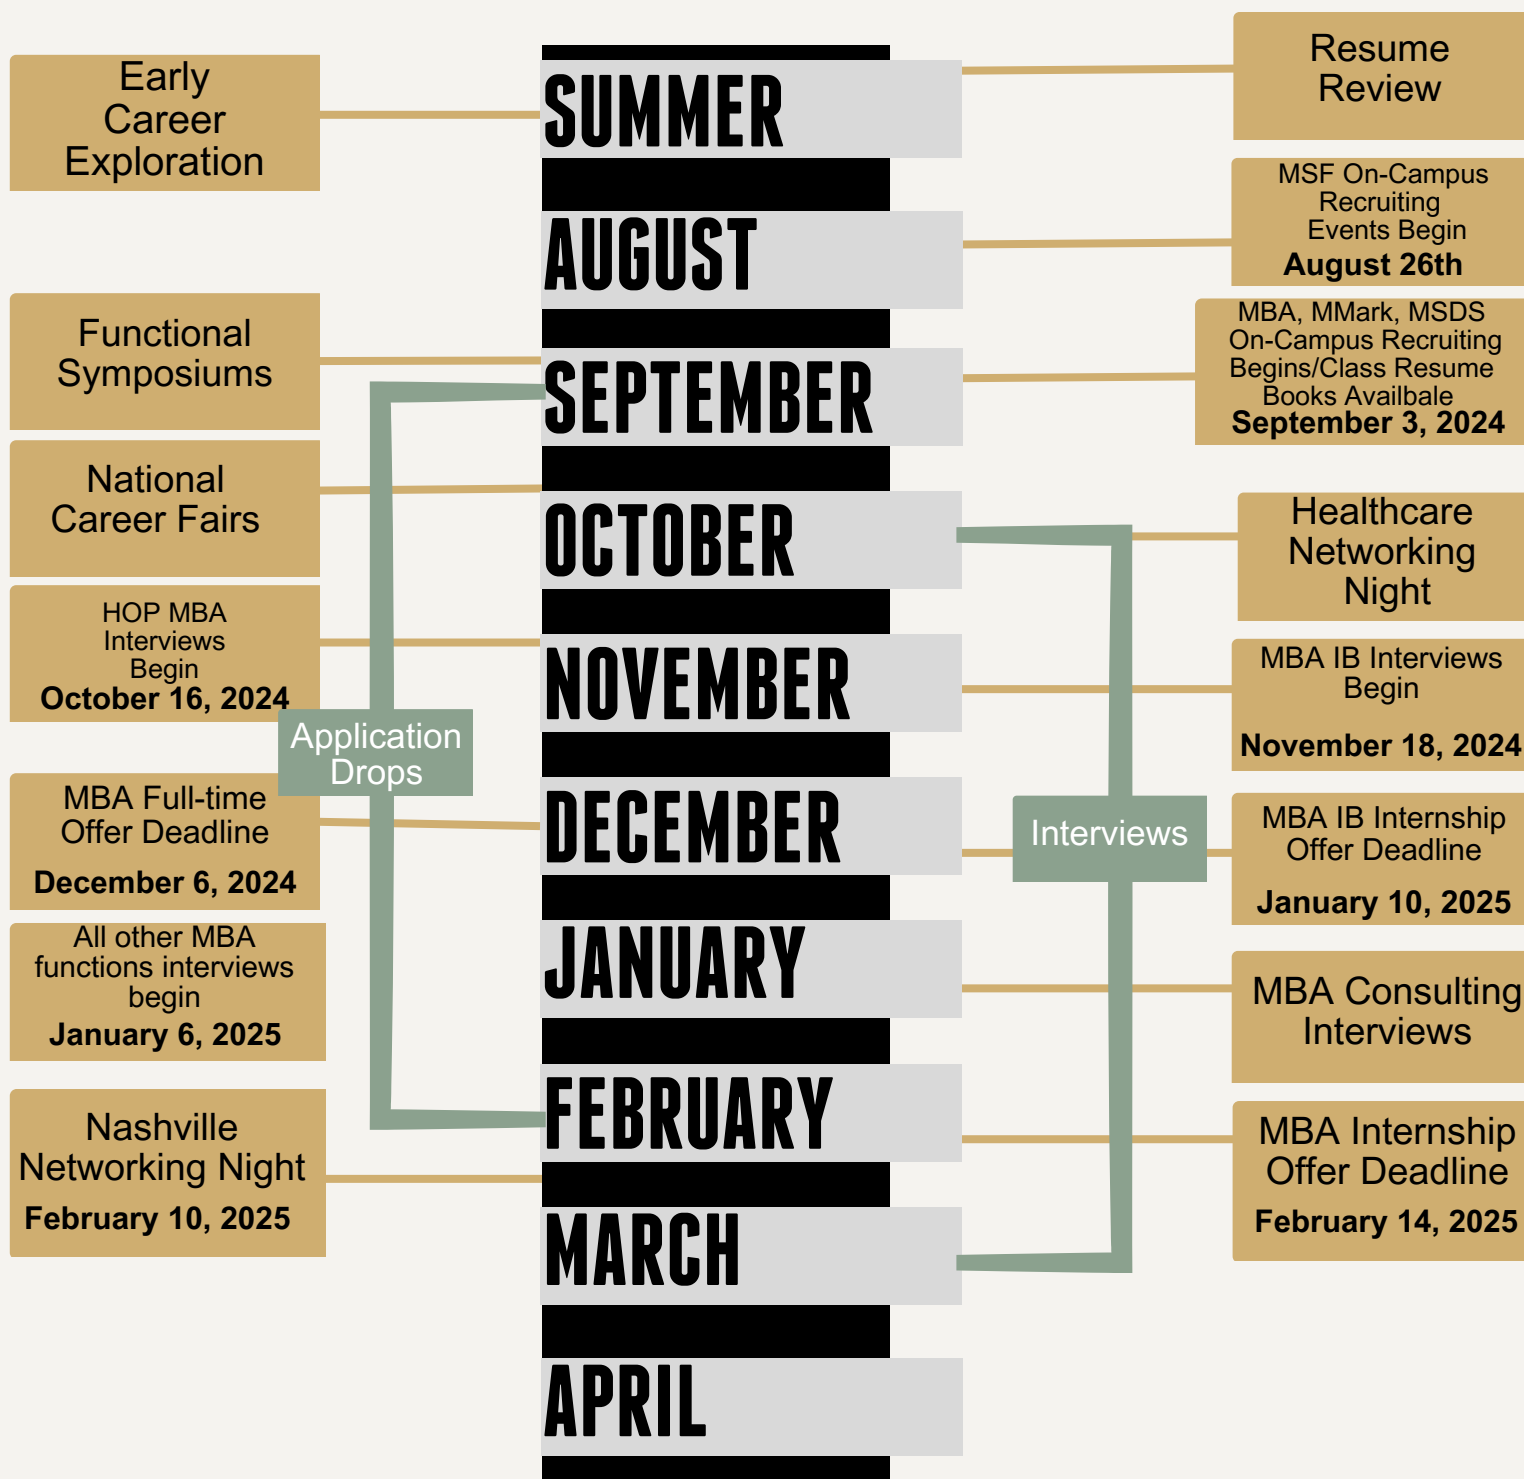 Early
Career
Exploration
SUMMER
Resume
Review
AUGUST
MSF On-Campus
Recruiting
Events Begin
August 26th
Functional
Symposiums
SEPTEMBER
MBA, MMark, MSDS
On-Campus Recruiting
Begins/Class Resume
Books Availbale
September 3, 2024
National
Career Fairs
OCTOBER
Healthcare
Networking
Night
HOP MBA
Interviews
Begin
October 16, 2024
NOVEMBER
MBA IB Interviews
Begin
November 18, 2024
Application
Drops
MBA Full-time
Offer Deadline
December 6, 2024
DECEMBER
Interviews
MBA IB Internship
Offer Deadline
January 10, 2025
All other MBA
functions interviews
begin
January 6, 2025
JANUARY
MBA Consulting
Interviews
Nashville
Networking Night
February 10, 2025
FEBRUARY
MBA Internship
Offer Deadline
February 14, 2025
MARCH
APRIL